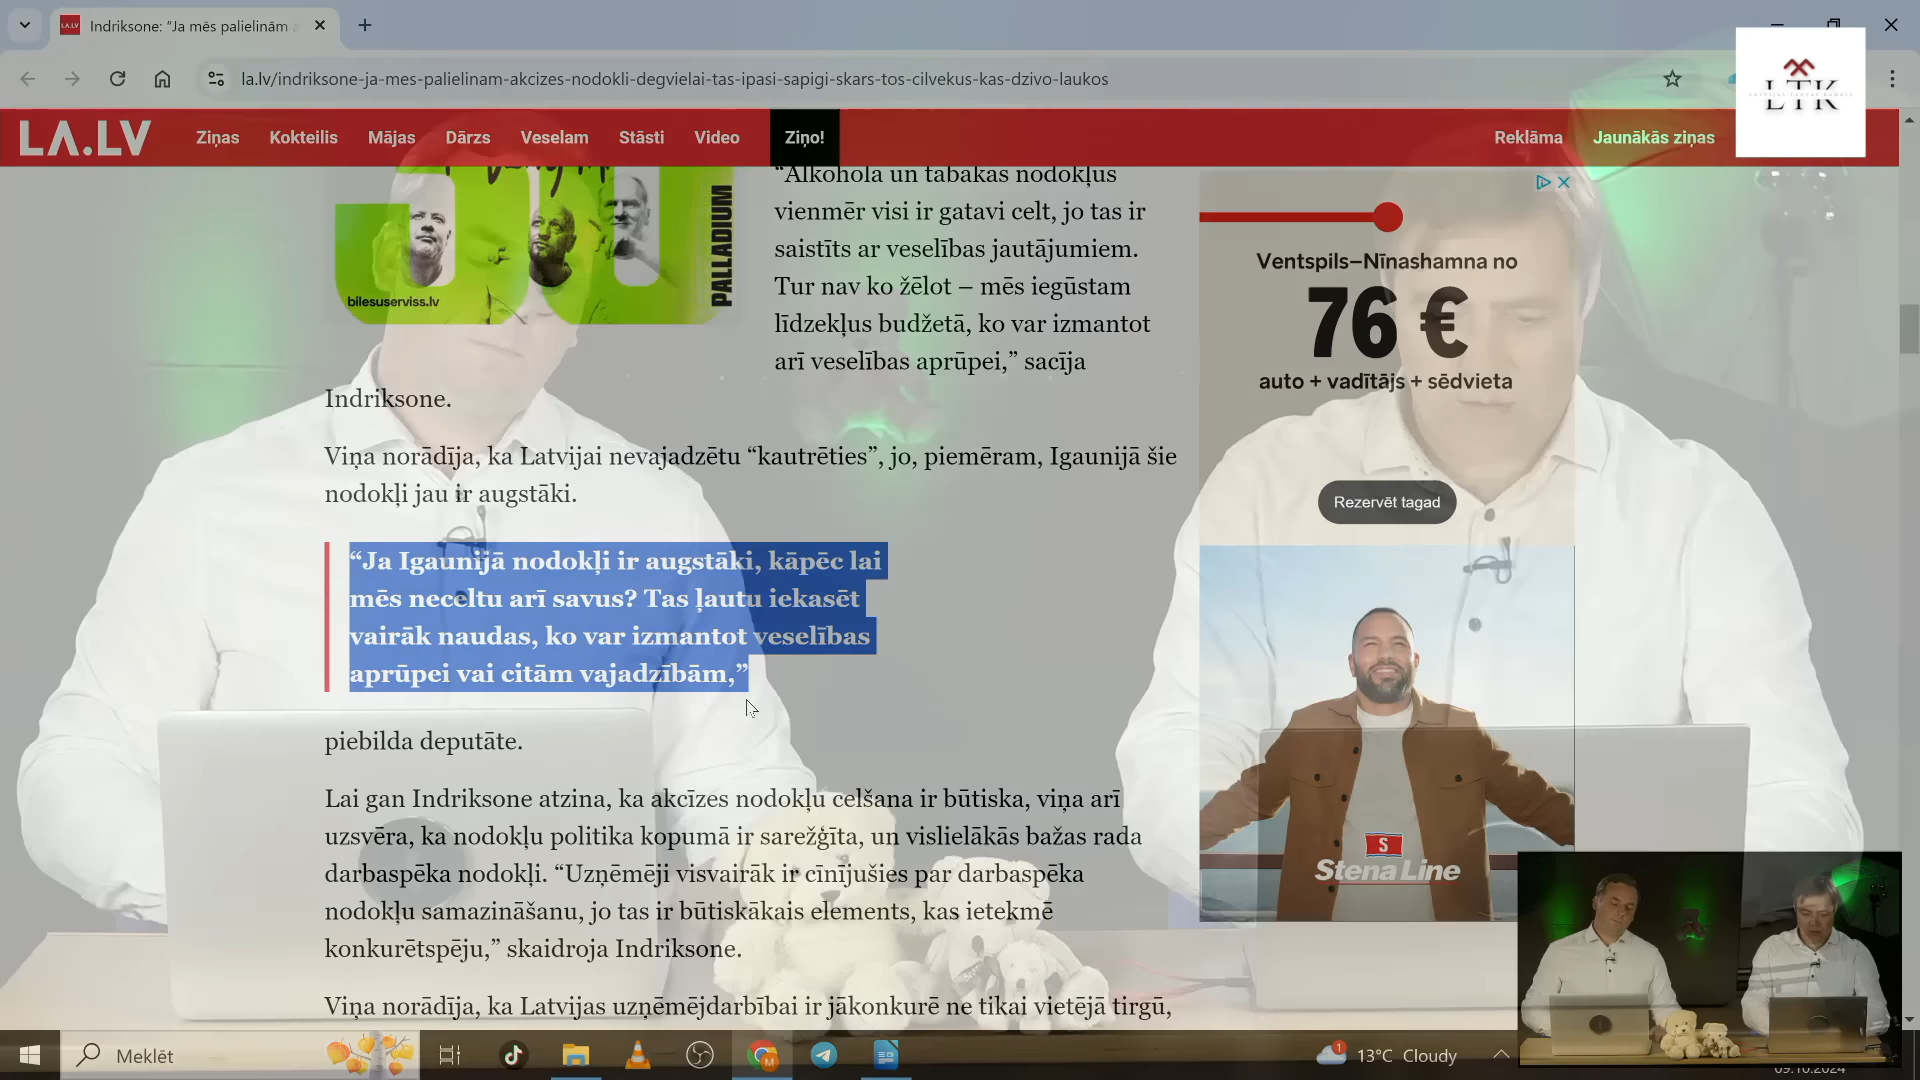 Indriksone: "Ja mēs palielinām a
la.lv/indriksone-ja-mes-palielinam-akcizes-nodokli-degvielai-tas-ipasi-sapigi-skars-tos-cilvekus-kas-dzivo-laukos
LTK
LA.LV
Ziņas
Kokteilis
Mājas
Dārzs
Veselam
Stāsti
Video
Ziņo!
Reklāma
Jaunākās ziņas
PALLADIUM
bilesuserviss.lv
“Alkohola un tabakas nodokļus
vienmēr visi ir gatavi celt, jo tas ir
saistīts ar veselības jautājumiem.
Tur nav ko žēlot – mēs iegūstam
līdzekļus budžetā, ko var izmantot
arī veselības aprūpei,” sacīja
Indriksone.
Viņa norādīja, ka Latvijai nevajadzētu “kautrēties”, jo, piemēram, Igaunijā šie
nodokļi jau ir augstāki.
“Ja Igaunijā nodokļi ir augstāki, kāpēc lai
mēs neceltu arī savus? Tas ļautu iekasēt
vairāk naudas, ko var izmantot veselības
aprūpei vai citām vajadzībām,”
piebilda deputāte.
Lai gan Indriksone atzina, ka akcīzes nodokļu celšana ir būtiska, viņa arī
uzsvēra, ka nodokļu politika kopumā ir sarežģīta, un vislielākās bažas rada
darbaspēka nodokļi. “Uzņēmēji visvairāk ir cīnījušies par darbaspēka
nodokļu samazināšanu, jo tas ir būtiskākais elements, kas ietekmē
konkurētspēju,” skaidroja Indriksone.
Viņa norādīja, ka Latvijas uzņēmējdarbībai ir jākonkurē ne tikai vietējā tirgū,
Ventspils–Nīnashamna no
76 €
auto + vadītājs + sēdvieta
Rezervēt tagad
S
Stena Line
Meklēt
1
13°C Cloudy
09.10.2024